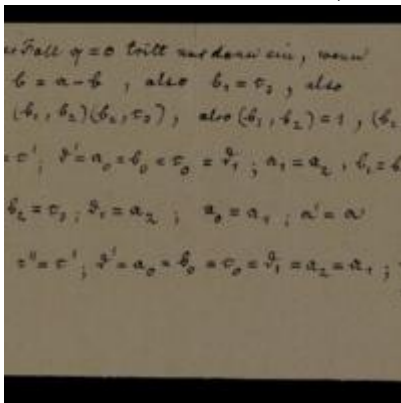 Fall q = 0 tritt nur dann ein, wenn
b = a - b , also b₁ = c₂ , also
(b₁, b₂)(b₂, c₂) , also (b₁, b₂) = 1 , (b₂
= c' ; d' = a₀ = b₀ = c₀ = d₁ ; a₁ = a₂ , b₁ = b
b₂ = c₂ ; d₁ = a₂ ; a₀ = a₁ ; a' = a
c'' = c' ; d' = a₀ = b₀ = c₀ = d₁ = a₂ = a₁ ;